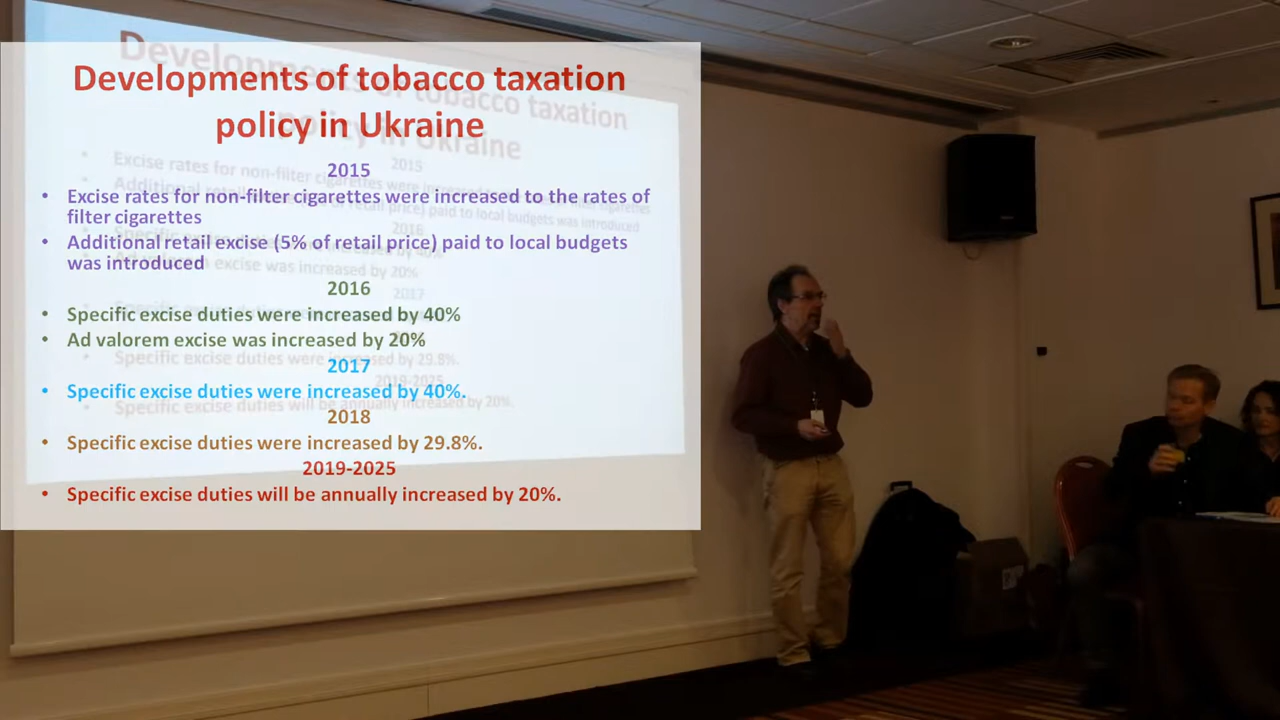 Developments of tobacco taxation
policy in Ukraine
2015
• Excise rates for non-filter cigarettes were increased to the rates of
filter cigarettes
• Additional retail excise (5% of retail price) paid to local budgets
was introduced
2016
• Specific excise duties were increased by 40%
• Ad valorem excise was increased by 20%
2017
• Specific excise duties were increased by 40%.
2018
• Specific excise duties were increased by 29.8%.
2019-2025
• Specific excise duties will be annually increased by 20%.